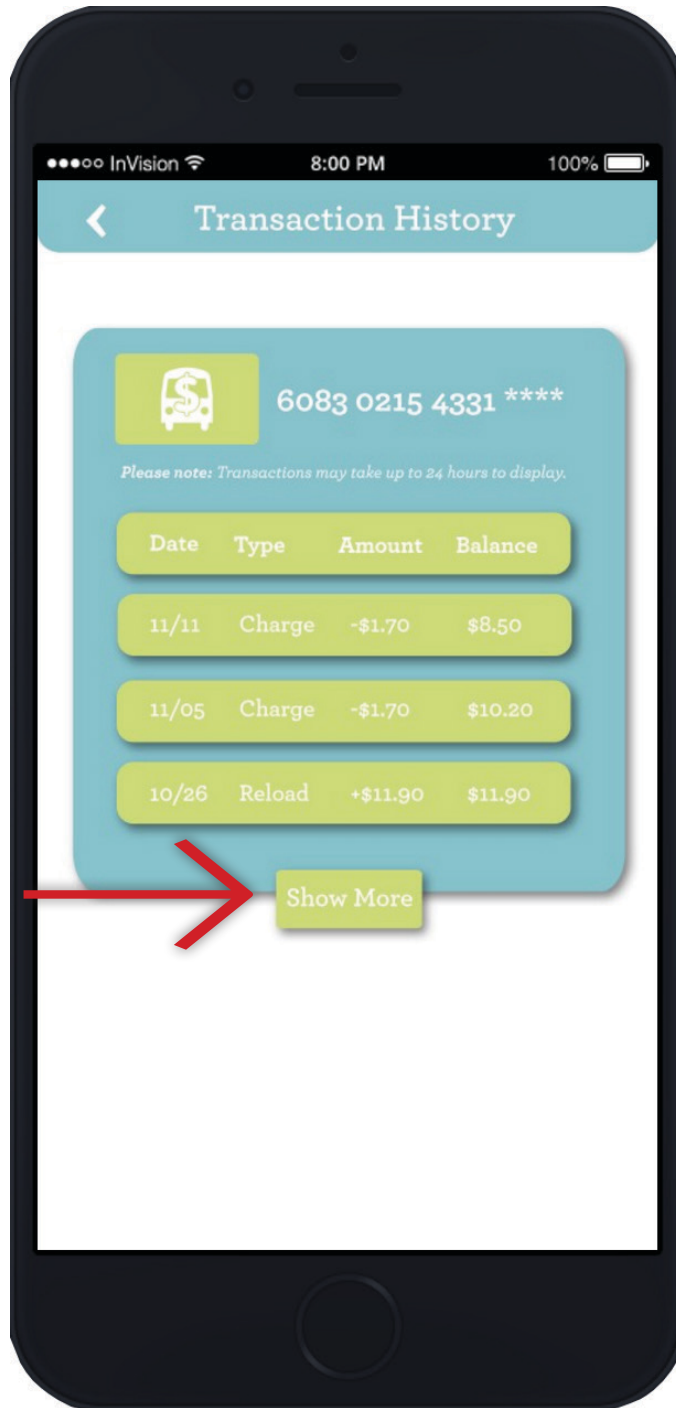 InVision 8:00 PM 100%
Transaction History
$
6083 0215 4331 ****
Please note: Transactions may take up to 24 hours to display.
Date Type Amount Balance
11/11 Charge -$1.70 $8.50
11/05 Charge -$1.70 $10.20
10/26 Reload +$11.90 $11.90
Show More